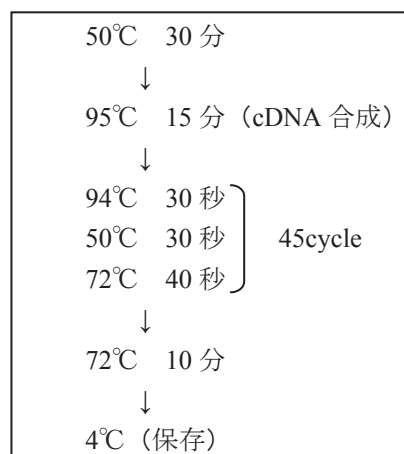 50℃ 30 分
↓
95℃ 15 分（cDNA 合成）
↓
94℃ 30 秒
50℃ 30 秒 45cycle
72℃ 40 秒
↓
72℃ 10 分
↓
4℃（保存）